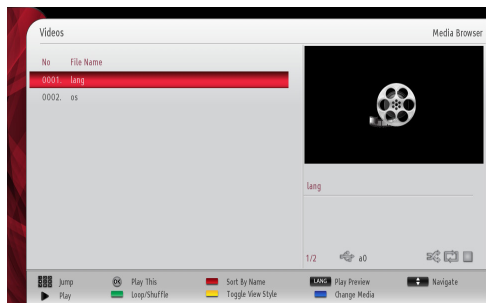 Videos
Media Browser
No File Name
0001. lang
0002. os
lang
1/2 a0
Jump
OK Play This
Sort By Name
LANG Play Preview
Navigate
Play
Loop/Shuffle
Toggle View Style
Change Media